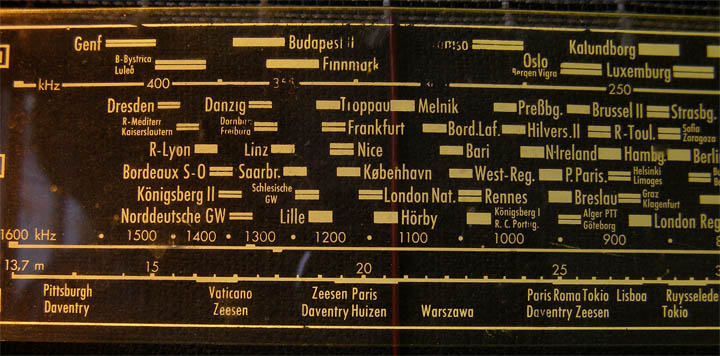 Genf Budapest II Kalundborg
B-Bystrica Oslo
Luleå Finnmark Bergen Vigra Luxemburg
kHz 400 250
Dresden Danzig Troppau Melnik Preßbg. Brussel II Strasbg.
R-Mediterr Dornbirn Sofia
Kaiserslautern Freiburg Frankfurt Bord.Laf. Hilvers.II R-Toul. Zaragoza
R-Lyon Linz Nice Bari N-Ireland Hambg. Berli
Bordeaux S-O Saarbr. København West-Reg. P.Paris. Helsinki
Limoges
Königsberg II Schlesische London Nat. Rennes Breslau Graz
GW Klagenfurt
Norddeutsche GW Lille Hörby Königsberg I Alger PTT London Reg
R.C. Portug. Göteborg
1600 kHz 1500 1400 1300 1200 1100 1000 900
13,7 m 15 20 25
Pittsburgh Vaticano Zeesen Paris Paris Roma Tokio Lisboa Ruysselede
Daventry Zeesen Daventry Huizen Warszawa Daventry Zeesen Tokio